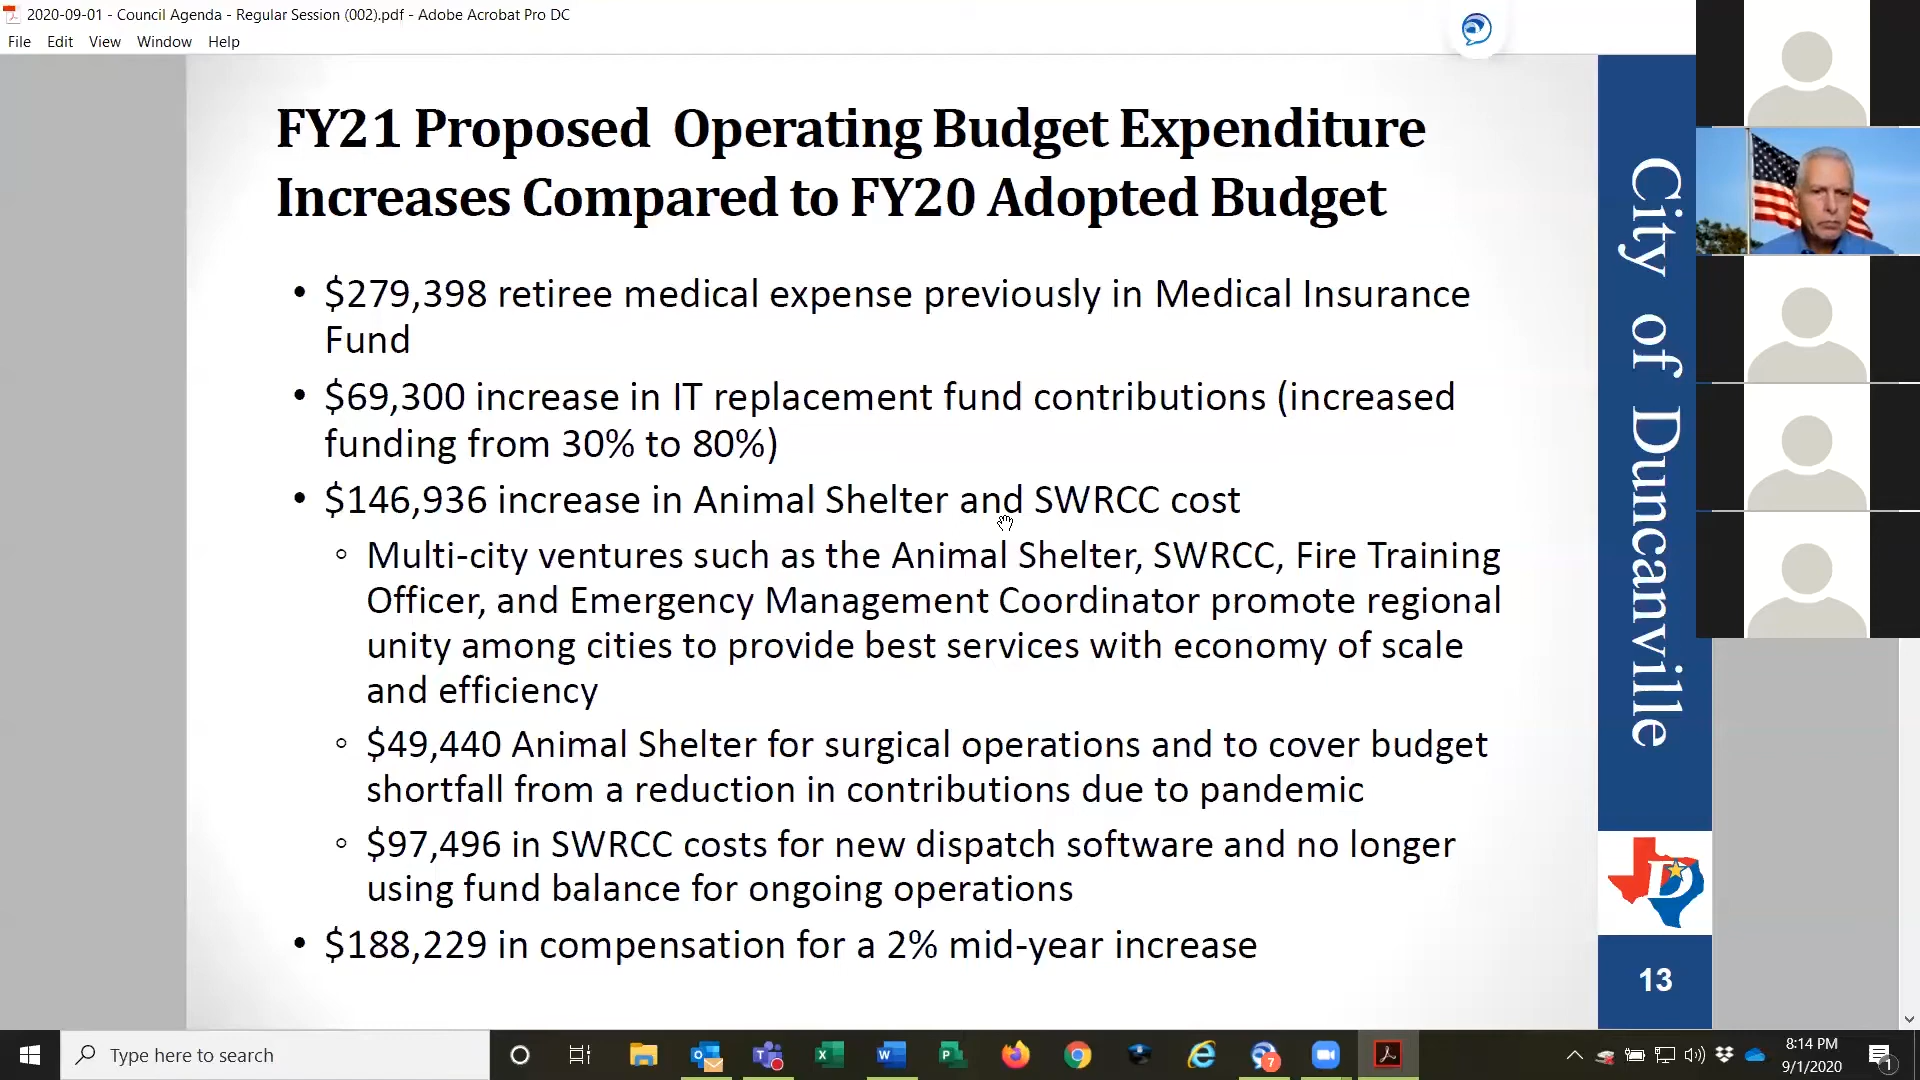 2020-09-01 - Council Agenda - Regular Session (002).pdf - Adobe Acrobat Pro DC
File Edit View Window Help
FY21 Proposed Operating Budget Expenditure
Increases Compared to FY20 Adopted Budget
• $279,398 retiree medical expense previously in Medical Insurance
Fund
• $69,300 increase in IT replacement fund contributions (increased
funding from 30% to 80%)
• $146,936 increase in Animal Shelter and SWRCC cost
◦ Multi-city ventures such as the Animal Shelter, SWRCC, Fire Training
Officer, and Emergency Management Coordinator promote regional
unity among cities to provide best services with economy of scale
and efficiency
◦ $49,440 Animal Shelter for surgical operations and to cover budget
shortfall from a reduction in contributions due to pandemic
◦ $97,496 in SWRCC costs for new dispatch software and no longer
using fund balance for ongoing operations
• $188,229 in compensation for a 2% mid-year increase
City of Duncanville
D
13
Type here to search
7
8:14 PM
9/1/2020
1